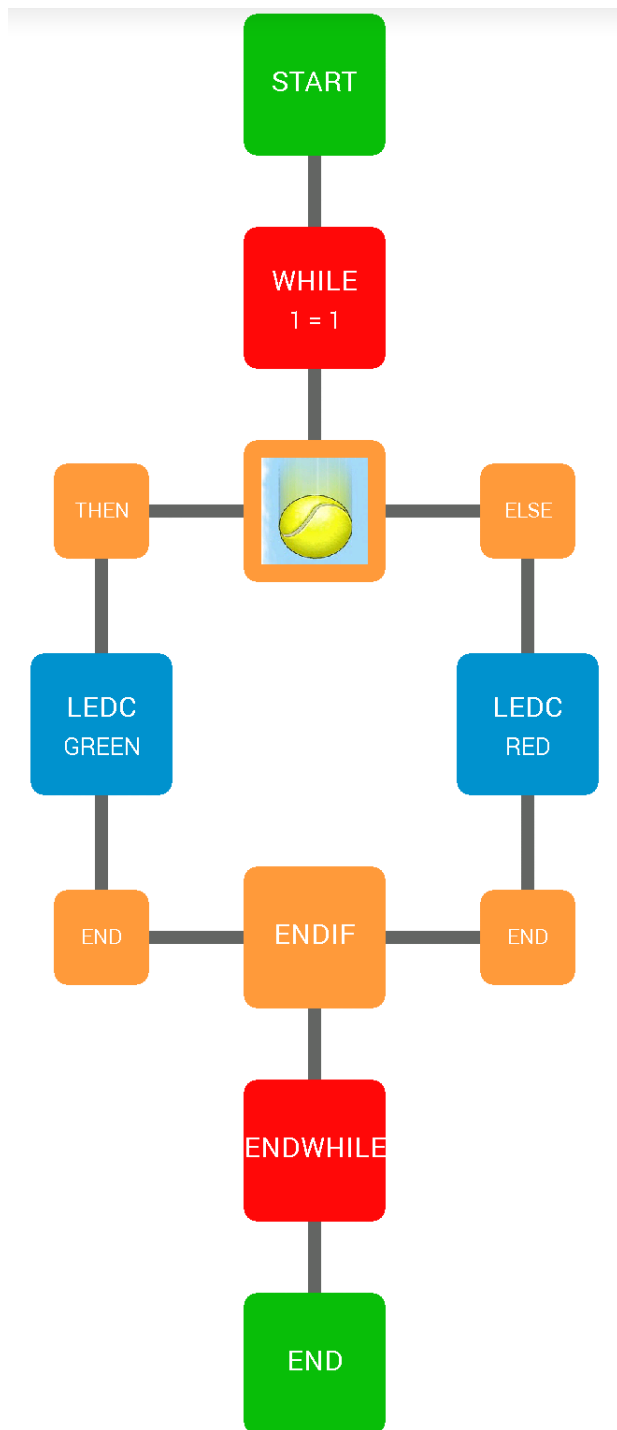 START
WHILE
1 = 1
THEN
ELSE
LEDC
GREEN
LEDC
RED
END
ENDIF
END
ENDWHILE
END